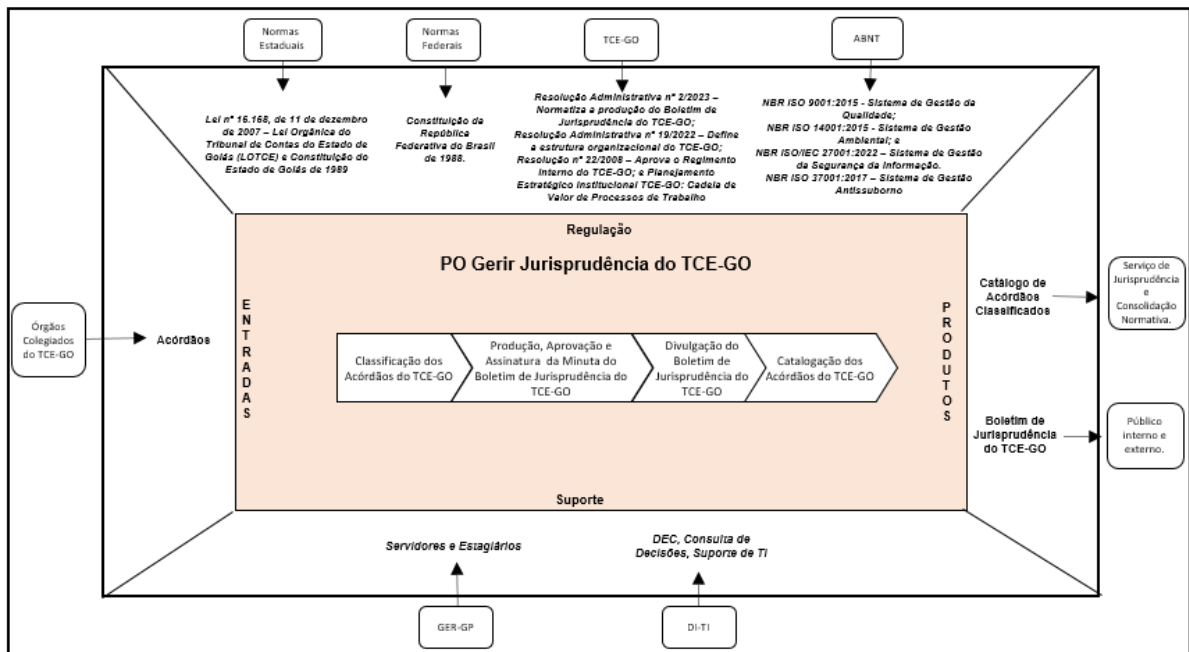 Normas
Estaduais
Normas
Federais
TCE-GO
ABNT
Lei nº 16.168, de 11 de dezembro
de 2007 – Lei Orgânica do
Tribunal de Contas do Estado de
Goiás (LOTCE) e Constituição do
Estado de Goiás de 1989
Constituição da
República
Federativa do Brasil
de 1988.
Resolução Administrativa nº 2/2023 –
Normatiza a produção do Boletim de
Jurisprudência do TCE-GO;
Resolução Administrativa nº 19/2022 – Define
a estrutura organizacional do TCE-GO;
Resolução nº 22/2008 – Aprova o Regimento
Interno do TCE-GO; e Planejamento
Estratégico Institucional TCE-GO: Cadeia de
Valor de Processos de Trabalho
NBR ISO 9001:2015 - Sistema de Gestão da
Qualidade;
NBR ISO 14001:2015 - Sistema de Gestão
Ambiental; e
NBR ISO/IEC 27001:2022 – Sistema de Gestão
da Segurança da Informação.
NBR ISO 37001:2017 – Sistema de Gestão
Antissuborno
Regulação
PO Gerir Jurisprudência do TCE-GO
Órgãos
Colegiados
do TCE-GO
Acórdãos
ENTRADAS
Classificação dos
Acórdãos do TCE-GO
Produção, Aprovação e
Assinatura da Minuta do
Boletim de Jurisprudência do
TCE-GO
Divulgação do
Boletim de
Jurisprudência do
TCE-GO
Catalogação dos
Acórdãos do TCE-GO
PRODUTOS
Catálogo de
Acórdãos
Classificados
Serviço de
Jurisprudência
e
Consolidação
Normativa.
Boletim de
Jurisprudência
do TCE-GO
Público
interno e
externo.
Suporte
Servidores e Estagiários
DEC, Consulta de
Decisões, Suporte de TI
GER-GP
DI-TI